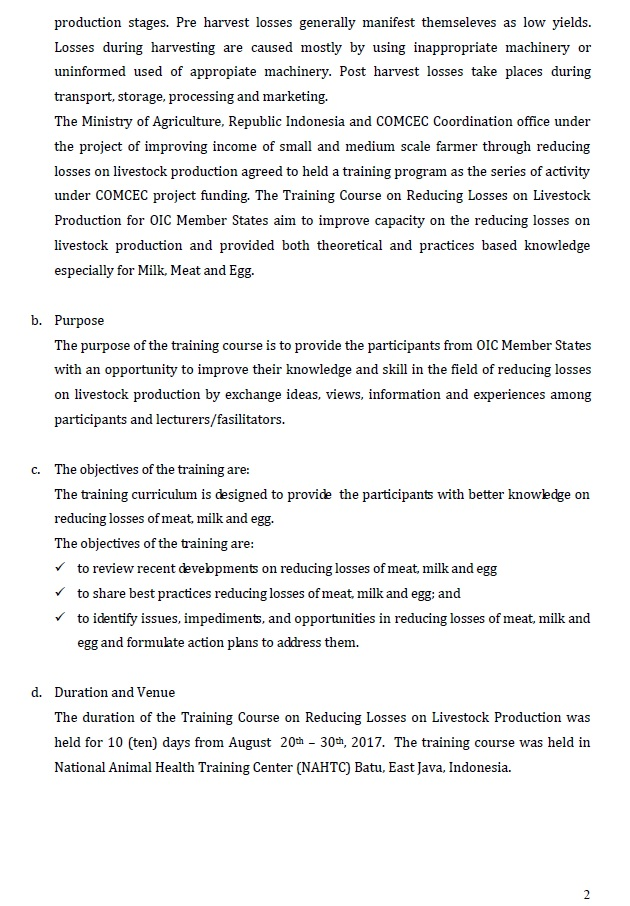 production stages. Pre harvest losses generally manifest themseleves as low yields.
Losses during harvesting are caused mostly by using inappropriate machinery or
uninformed used of appropiate machinery. Post harvest losses take places during
transport, storage, processing and marketing.
The Ministry of Agriculture, Republic Indonesia and COMCEC Coordination office under
the project of improving income of small and medium scale farmer through reducing
losses on livestock production agreed to held a training program as the series of activity
under COMCEC project funding. The Training Course on Reducing Losses on Livestock
Production for OIC Member States aim to improve capacity on the reducing losses on
livestock production and provided both theoretical and practices based knowledge
especially for Milk, Meat and Egg.
b. Purpose
The purpose of the training course is to provide the participants from OIC Member States
with an opportunity to improve their knowledge and skill in the field of reducing losses
on livestock production by exchange ideas, views, information and experiences among
participants and lecturers/fasilitators.
c. The objectives of the training are:
The training curriculum is designed to provide the participants with better knowledge on
reducing losses of meat, milk and egg.
The objectives of the training are:
✓ to review recent developments on reducing losses of meat, milk and egg
✓ to share best practices reducing losses of meat, milk and egg; and
✓ to identify issues, impediments, and opportunities in reducing losses of meat, milk and
egg and formulate action plans to address them.
d. Duration and Venue
The duration of the Training Course on Reducing Losses on Livestock Production was
held for 10 (ten) days from August 20th – 30th, 2017. The training course was held in
National Animal Health Training Center (NAHTC) Batu, East Java, Indonesia.
2